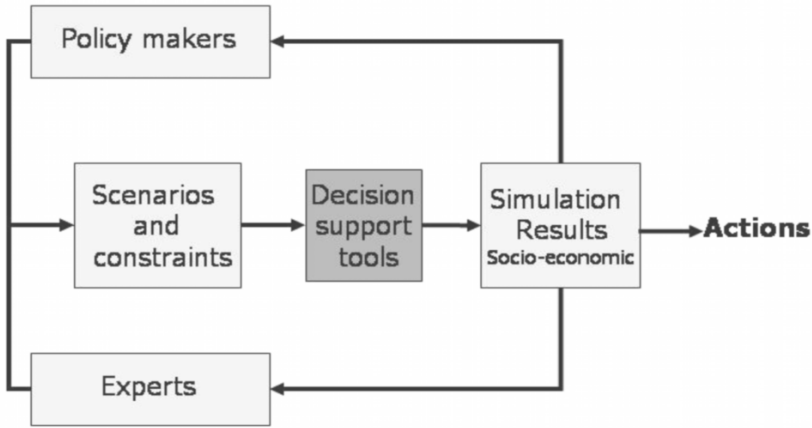 Policy makers
Scenarios
and
constraints
Decision
support
tools
Simulation
Results
Socio-economic
Actions
Experts